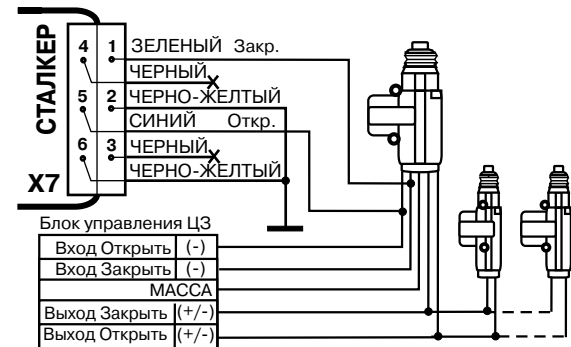 СТАЛКЕР
X7
4 1 ЗЕЛЕНЫЙ Закр.
ЧЕРНЫЙ
5 2 ЧЕРНО-ЖЕЛТЫЙ
СИНИЙ Откр.
6 3 ЧЕРНЫЙ
ЧЕРНО-ЖЕЛТЫЙ
Блок управления ЦЗ
Вход Открыть (-)
Вход Закрыть (-)
МАССА
Выход Закрыть (+/-)
Выход Открыть (+/-)